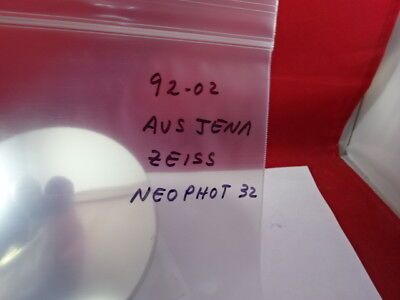 92-02
AUS JENA
ZEISS
NEOPHOT 32